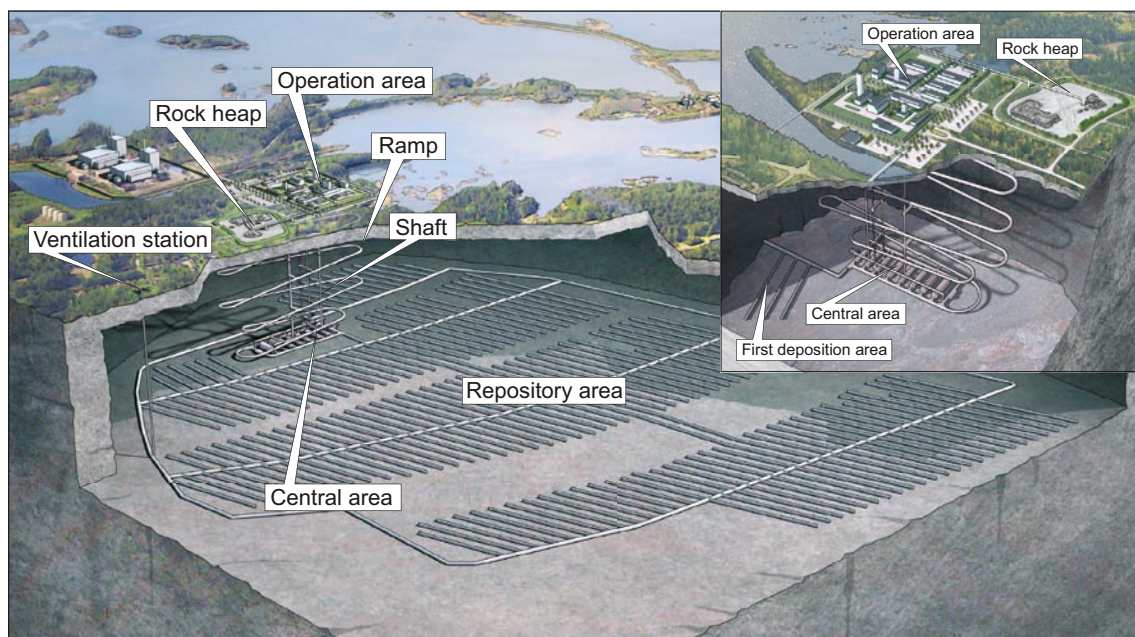 Operation area
Rock heap
Ramp
Shaft
Ventilation station
Repository area
Central area
Operation area
Rock heap
Central area
First deposition area